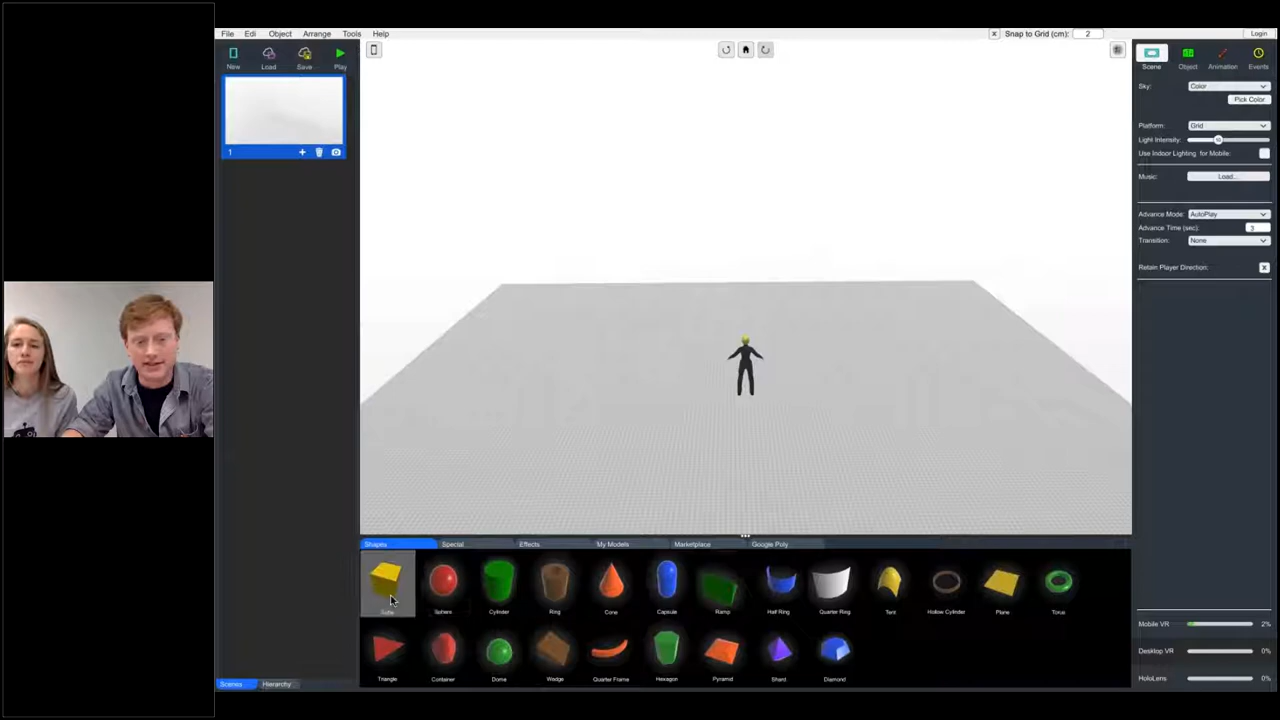 File Edi Object Arrange Tools Help
x Snap to Grid (cm): 2
Login
New Load Save Play
1
Scene Object Animation Events
Sky: Color
Pick Color
Platform: Grid
Light Intensity:
Use Indoor Lighting for Mobile:
Music: Load...
Advance Mode: AutoPlay
Advance Time (sec): 3
Transition: None
Retain Player Direction: x
Shapes Special Effects My Models Marketplace Google Poly
Cube Sphere Cylinder Ring Cone Capsule Ramp Half Ring Quarter Ring Tent Hollow Cylinder Plane Torus
Triangle Container Dome Wedge Quarter Frame Hexagon Pyramid Shard Diamond
Mobile VR 2%
Desktop VR 0%
HoloLens 0%
Scenes Hierarchy